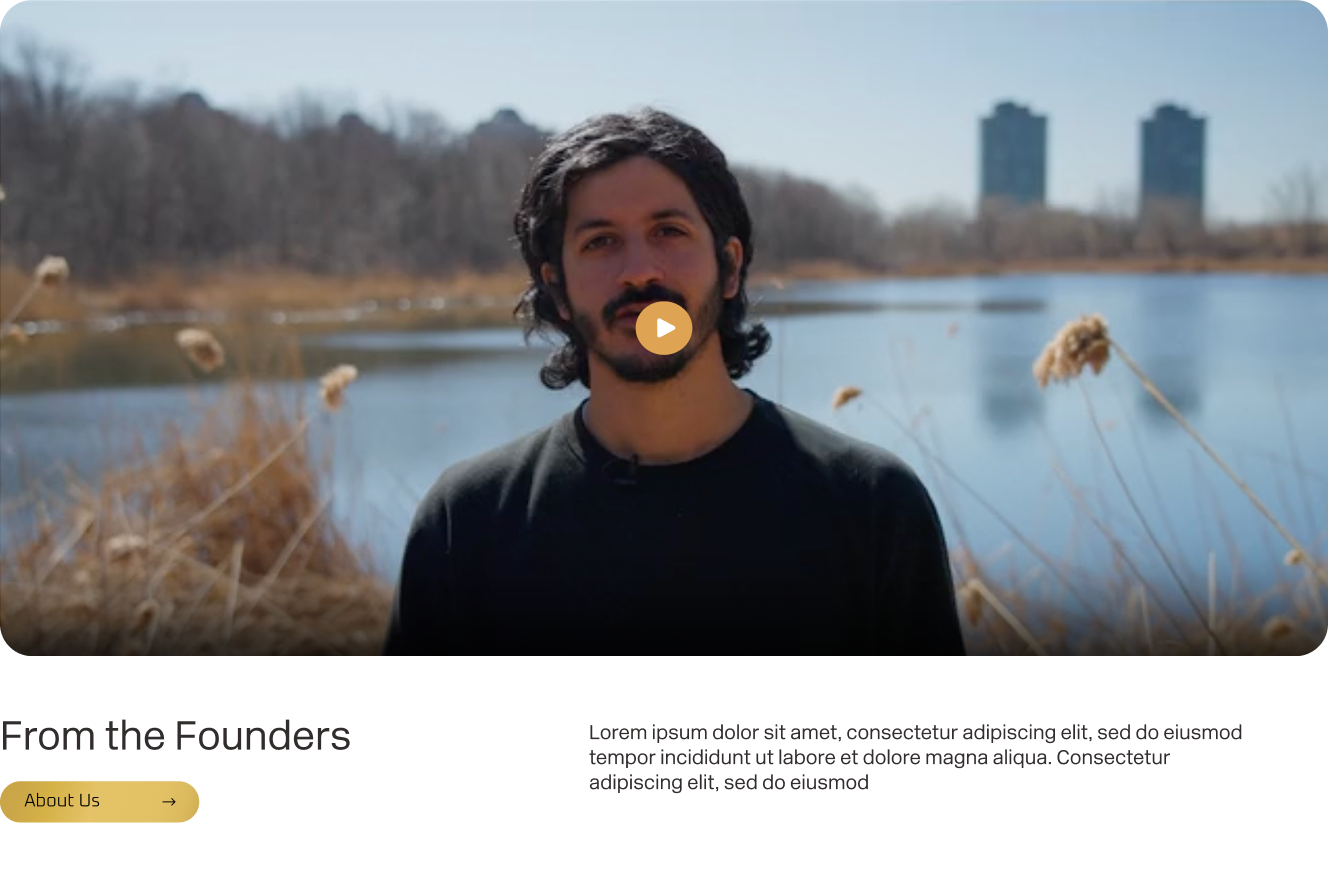 From the Founders
About Us →
Lorem ipsum dolor sit amet, consectetur adipiscing elit, sed do eiusmod
tempor incididunt ut labore et dolore magna aliqua. Consectetur
adipiscing elit, sed do eiusmod